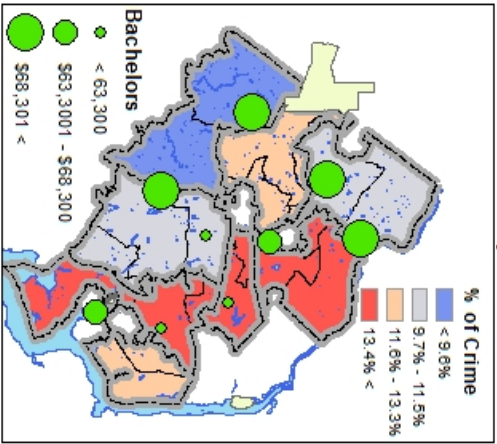 % of Crime
< 9.6%
9.7% - 11.5%
11.6% - 13.3%
13.4% <
Bachelors
< 63,300
$63,3001 - $68,300
$68,301 <